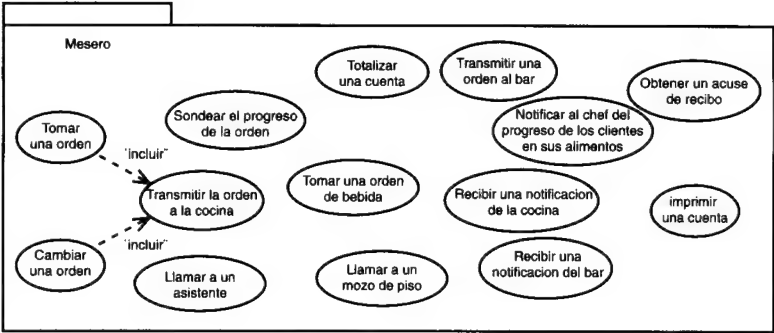 Mesero
Totalizar
una cuenta
Transmitir una
orden al bar
Obtener un acuse
de recibo
Tomar
una orden
Sondear el progreso
de la orden
Notificar al chef del
progreso de los clientes
en sus alimentos
"incluir"
Transmitir la orden
a la cocina
Tomar una orden
de bebida
Recibir una notificacion
de la cocina
imprimir
una cuenta
"incluir"
Cambiar
una orden
Llamar a un
asistente
Llamar a un
mozo de piso
Recibir una
notificacion del bar